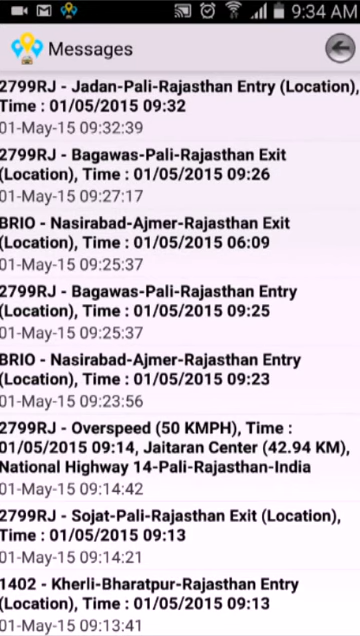 9:34 AM
Messages
2799RJ - Jadan-Pali-Rajasthan Entry (Location),
Time : 01/05/2015 09:32
01-May-15 09:32:39
2799RJ - Bagawas-Pali-Rajasthan Exit
(Location), Time : 01/05/2015 09:26
01-May-15 09:27:17
BRIO - Nasirabad-Ajmer-Rajasthan Exit
(Location), Time : 01/05/2015 06:09
01-May-15 09:25:37
2799RJ - Bagawas-Pali-Rajasthan Entry
(Location), Time : 01/05/2015 09:25
01-May-15 09:25:37
BRIO - Nasirabad-Ajmer-Rajasthan Entry
(Location), Time : 01/05/2015 09:23
01-May-15 09:23:56
2799RJ - Overspeed (50 KMPH), Time :
01/05/2015 09:14, Jaitaran Center (42.94 KM),
National Highway 14-Pali-Rajasthan-India
01-May-15 09:14:42
2799RJ - Sojat-Pali-Rajasthan Exit (Location),
Time : 01/05/2015 09:13
01-May-15 09:14:21
1402 - Kherli-Bharatpur-Rajasthan Entry
(Location), Time : 01/05/2015 09:13
01-May-15 09:13:41